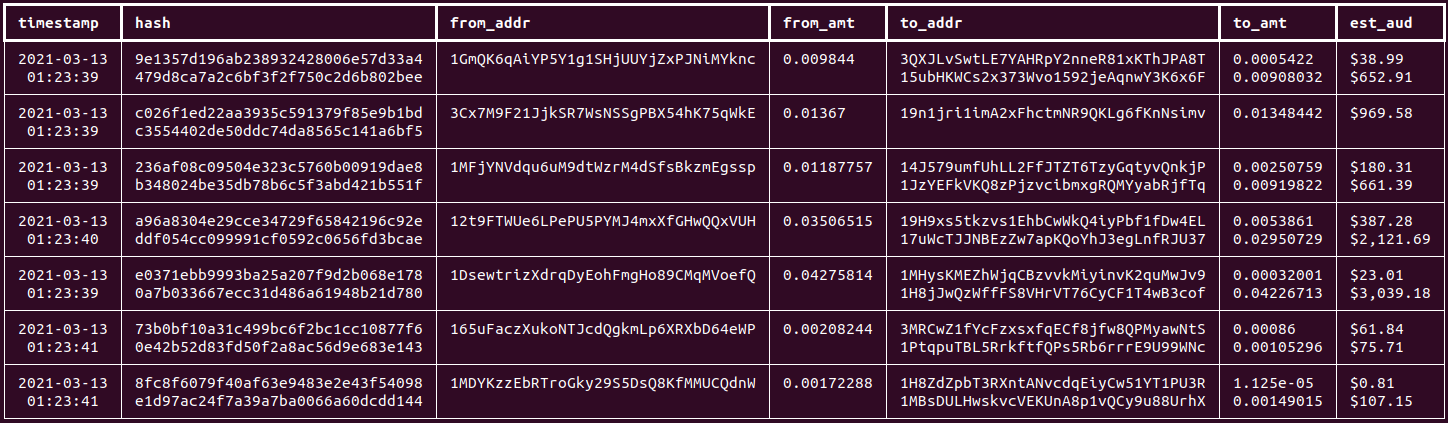 timestamp hash from_addr from_amt to_addr to_amt est_aud
2021-03-13 9e1357d196ab238932428006e57d33a4 1GmQK6qAiYP5Y1g1SHjUUYjZxPJNiMYknc 0.009844 3QXJLvSwtLE7YAHRpY2nneR81xKThJPA8T 0.0005422 $38.99
01:23:39 479d8ca7a2c6bf3f2f750c2d6b802bee 15ubHKWCs2x373Wvo1592jeAqnwY3K6x6F 0.00908032 $652.91
2021-03-13 c026f1ed22aa3935c591379f85e9b1bd 3Cx7M9F21JjkSR7WsNSSgPBX54hK75qWkE 0.01367 19n1jri1imA2xFhctmNR9QKLg6fKnNsimv 0.01348442 $969.58
01:23:39 c3554402de50ddc74da8565c141a6bf5
2021-03-13 236af08c09504e323c5760b00919dae8 1MFjYNVdqu6uM9dtWzrM4dSfsBkzmEgssp 0.01187757 14J579umfUhLL2FfJTZT6TzyGqtyvQnkjP 0.00250759 $180.31
01:23:39 b348024be35db78b6c5f3abd421b551f 1JzYEFkVKQ8zPjzvcibmxgRQMYyabRjfTq 0.00919822 $661.39
2021-03-13 a96a8304e29cce34729f65842196c92e 12t9FTWUe6LPePU5PYMJ4mxXfGHwQQxVUH 0.03506515 19H9xs5tkzvs1EhbCwWkQ4iyPbf1fDw4EL 0.0053861 $387.28
01:23:40 ddf054cc099991cf0592c0656fd3bcae 17uWcTJJNBEzZw7apKQoYhJ3egLnfRJU37 0.02950729 $2,121.69
2021-03-13 e0371ebb9993ba25a207f9d2b068e178 1DsewtrizXdrqDyEohFmgHo89CMqMVoefQ 0.04275814 1MHysKMEZhWjqCBzvvkMiyinvK2quMwJv9 0.00032001 $23.01
01:23:39 0a7b033667ecc31d486a61948b21d780 1H8jJwQzWffFS8VHrVT76CyCF1T4wB3cof 0.04226713 $3,039.18
2021-03-13 73b0bf10a31c499bc6f2bc1cc10877f6 165uFaczXukoNTJcdQgkmLp6XRXbD64eWP 0.00208244 3MRCwZ1fYcFzxsxfqECf8jfw8QPMyawNtS 0.00086 $61.84
01:23:41 0e42b52d83fd50f2a8ac56d9e683e143 1PtqpuTBL5RrkftfQPs5Rb6rrrE9U99WNc 0.00105296 $75.71
2021-03-13 8fc8f6079f40af63e9483e2e43f54098 1MDYKzzEbRTroGky29S5DsQ8KfMMUCQdnW 0.00172288 1H8ZdZpbT3RXntANvcdqEiyCw51YT1PU3R 1.125e-05 $0.81
01:23:41 e1d97ac24f7a39a7ba0066a60dcdd144 1MBsDULHwskvcVEKUnA8p1vQCy9u88UrhX 0.00149015 $107.15